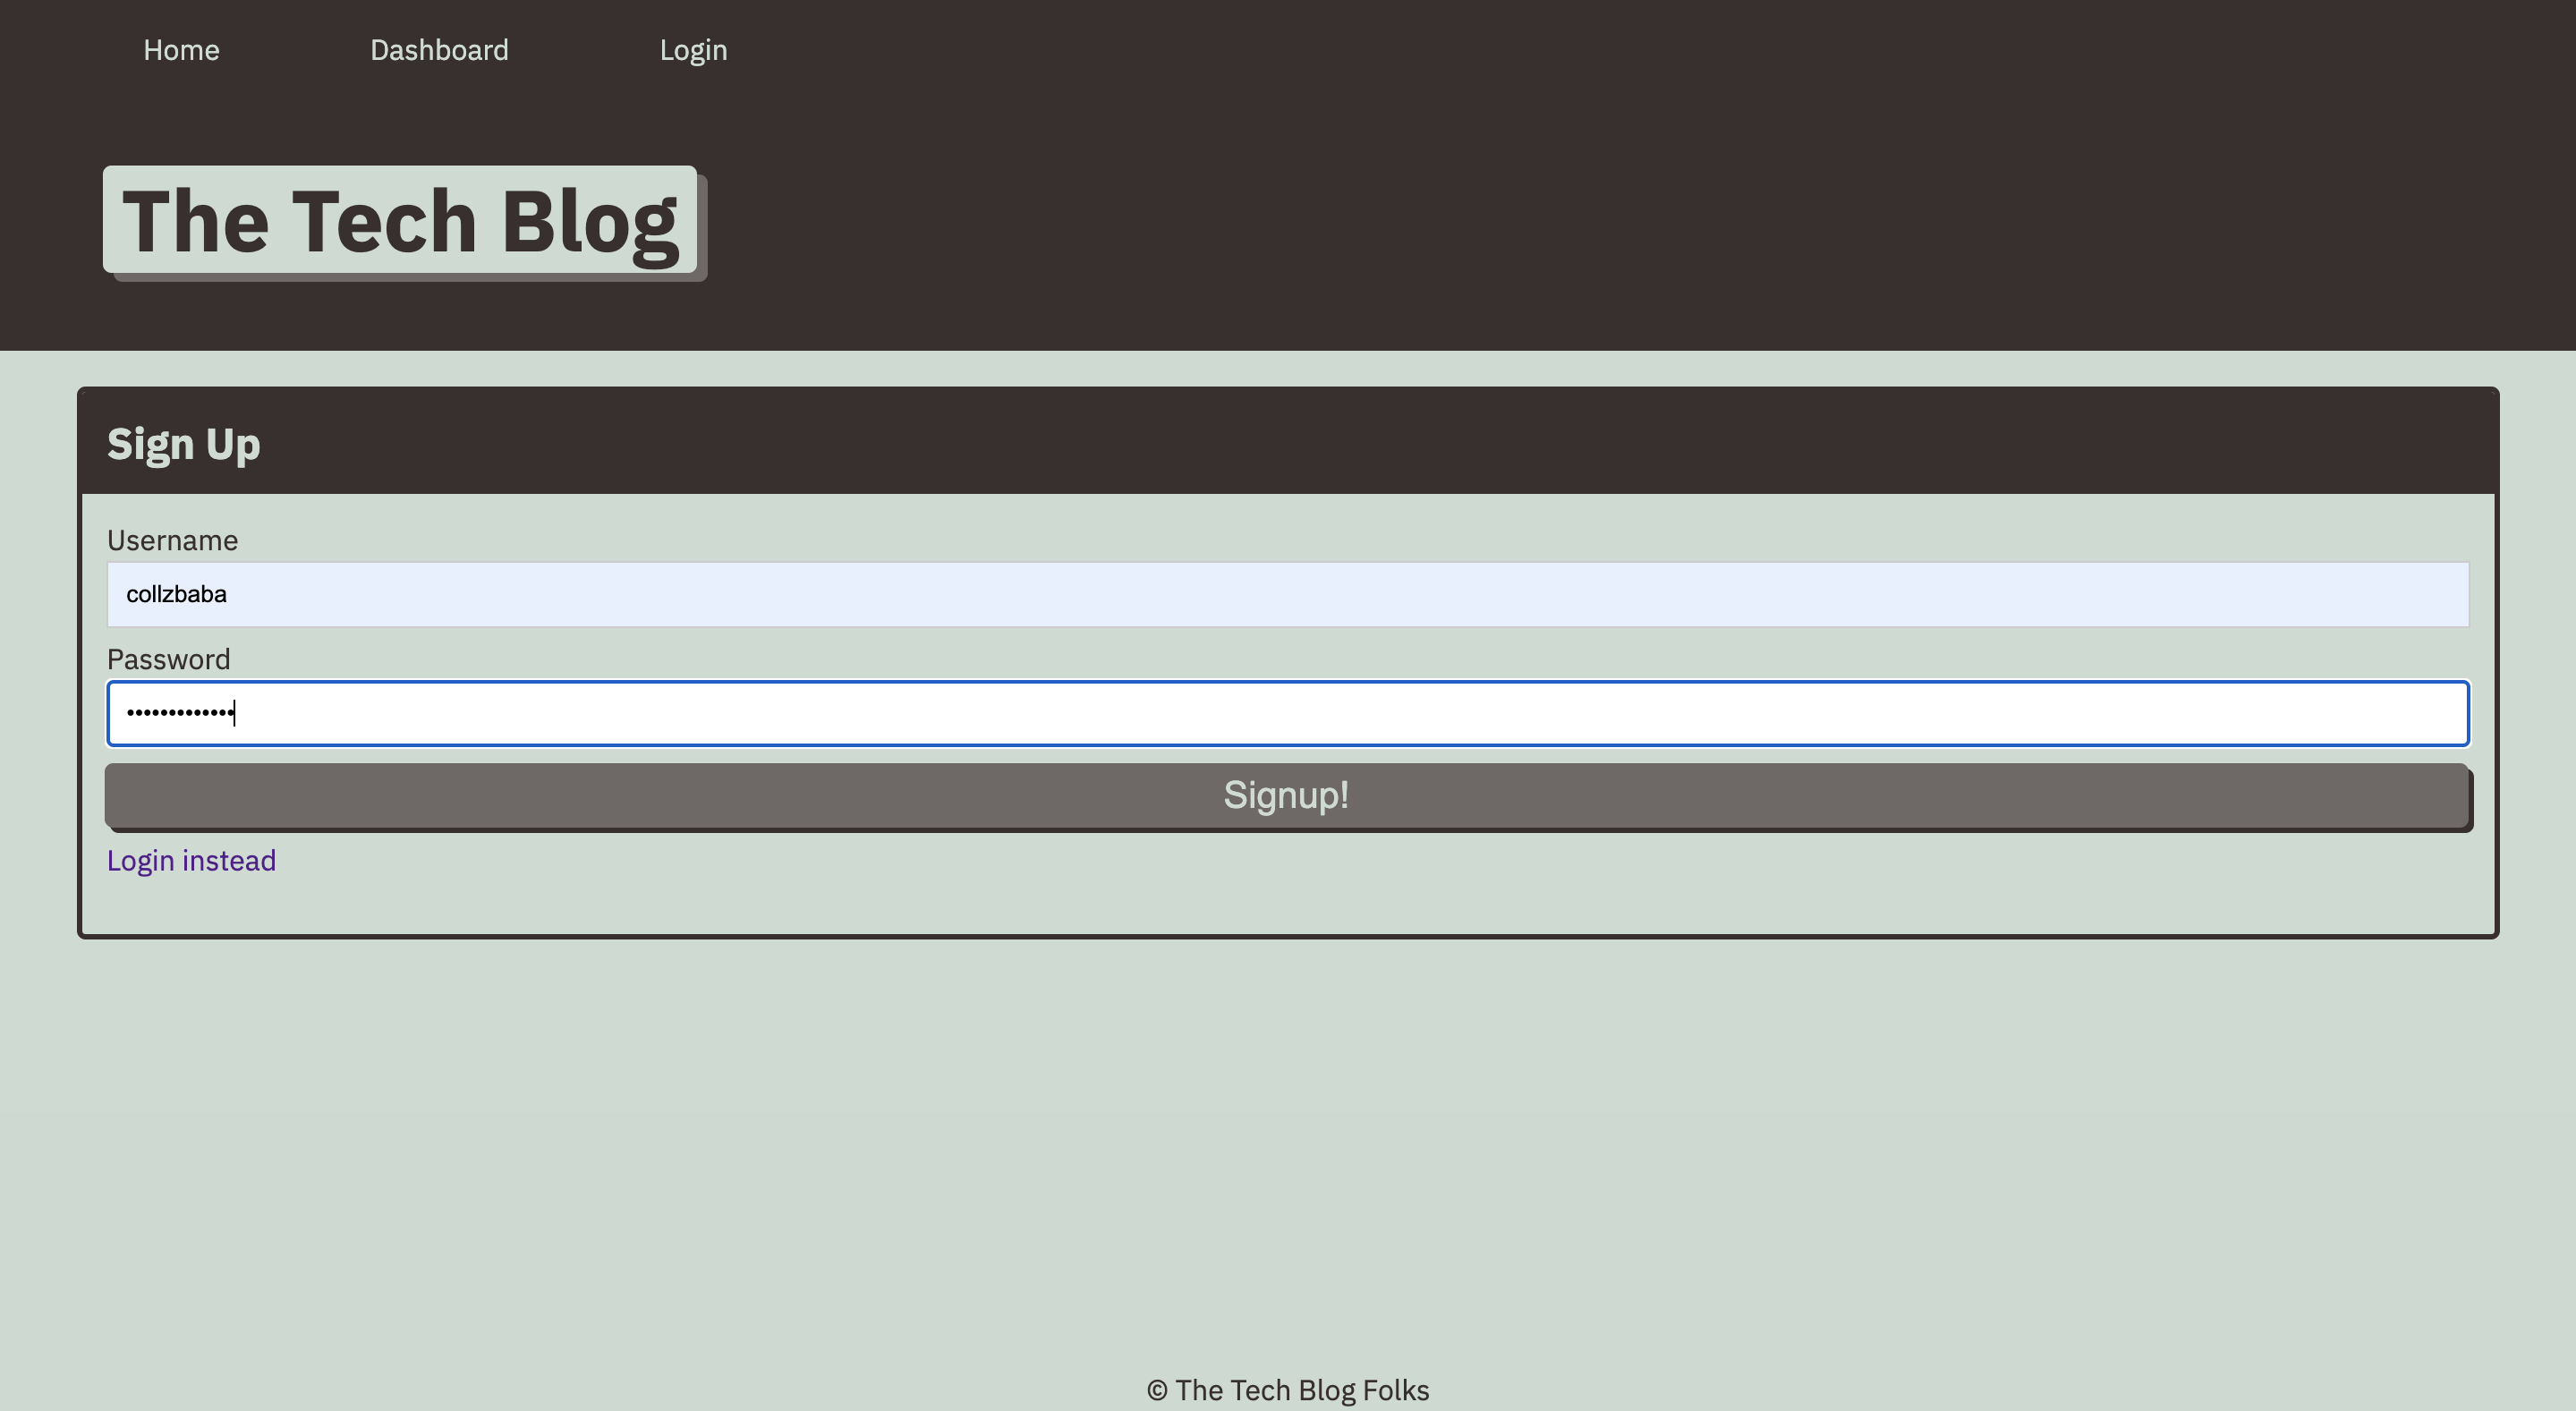 Home Dashboard Login
The Tech Blog
Sign Up
Username
collzbaba
Password
•••••••••••••
Signup!
Login instead
© The Tech Blog Folks